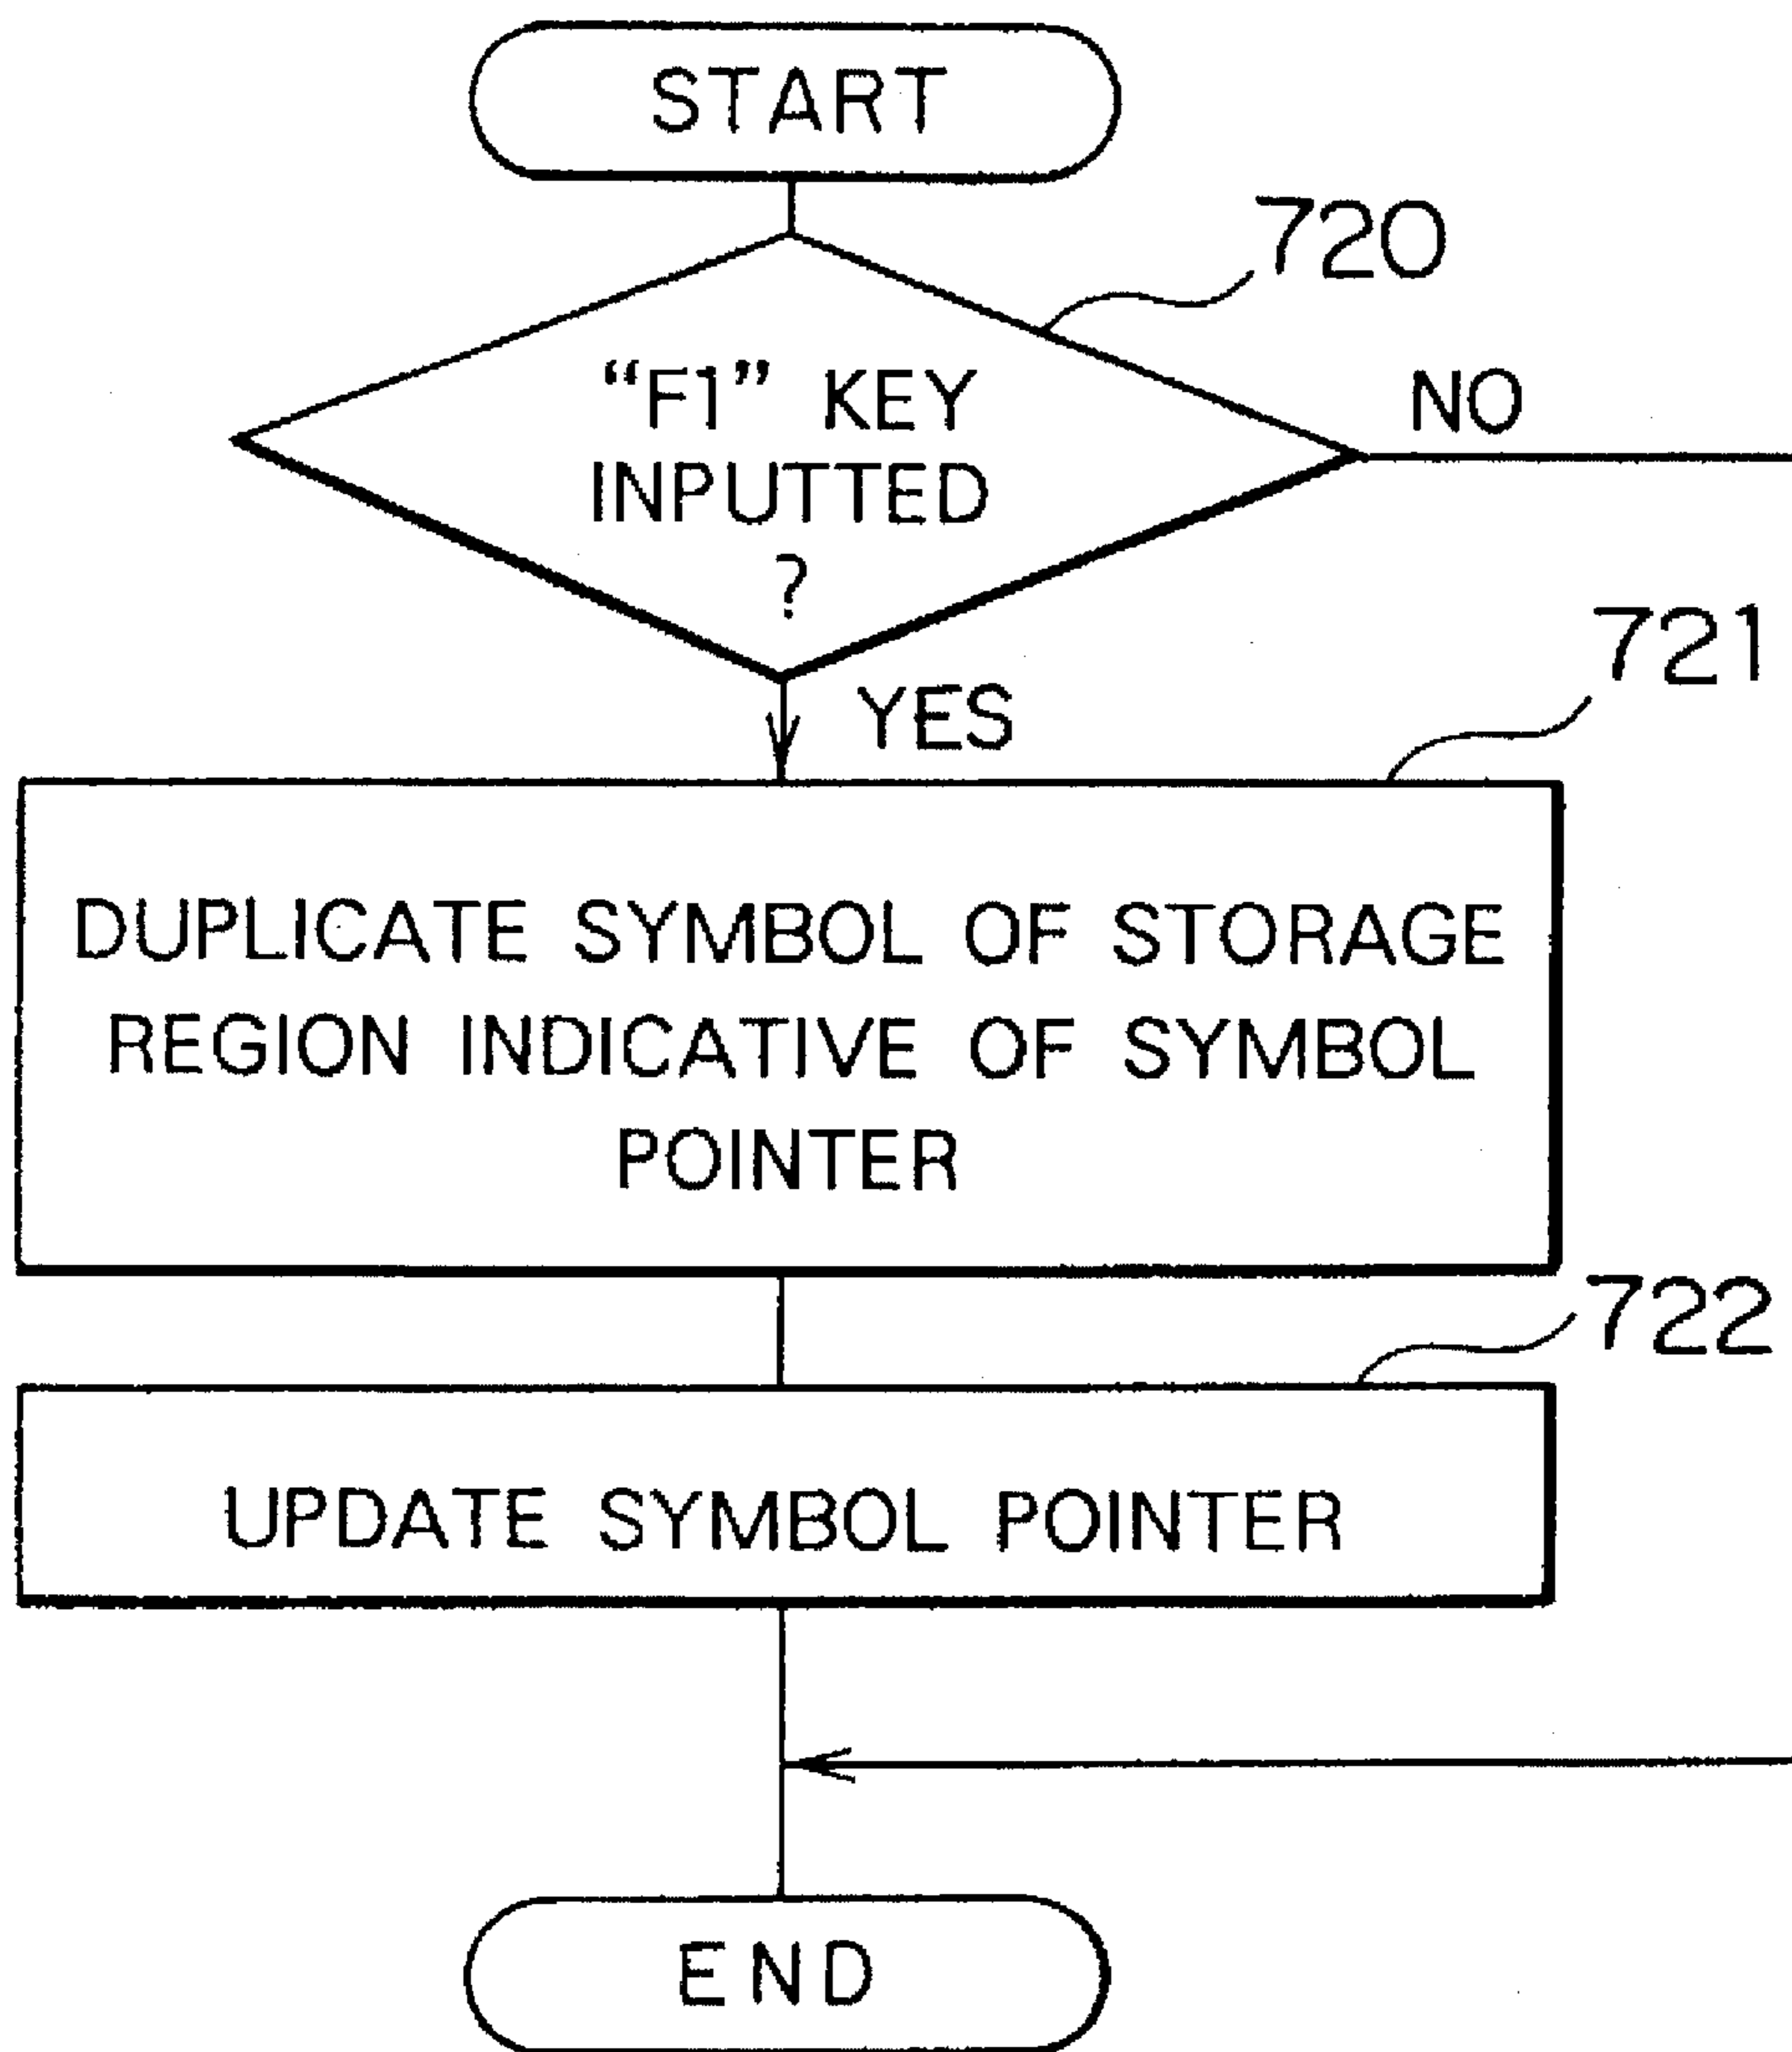 START
720
“F1” KEY
INPUTTED
?
NO
YES
721
DUPLICATE SYMBOL OF STORAGE
REGION INDICATIVE OF SYMBOL
POINTER
722
UPDATE SYMBOL POINTER
END